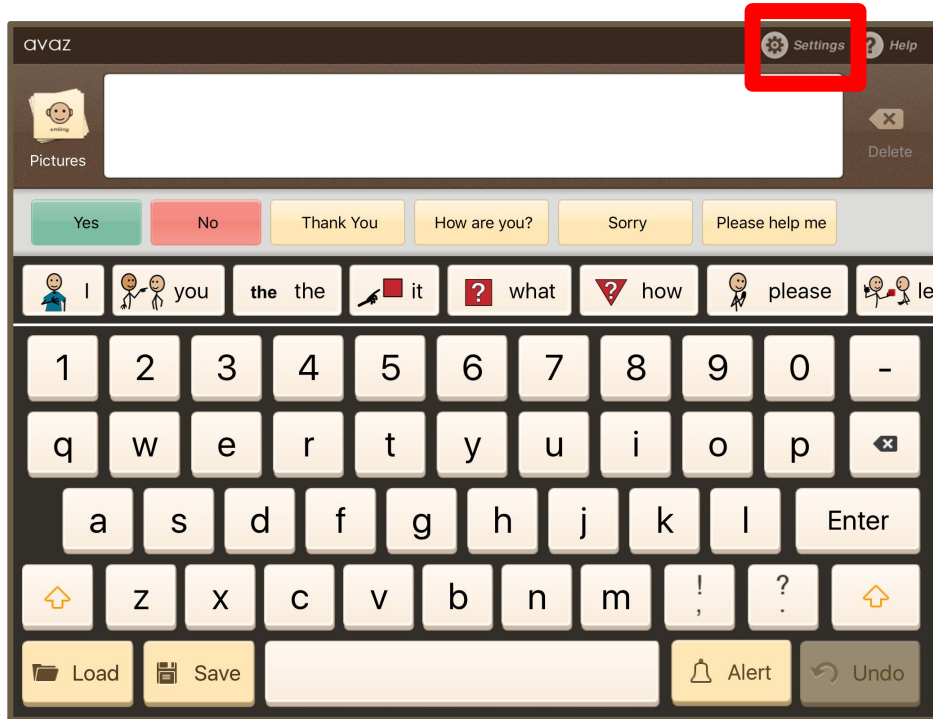 avaz Settings ? Help
smiling
Pictures
Delete
Yes No Thank You How are you? Sorry Please help me
I you the the it ? what ? how please le
1 2 3 4 5 6 7 8 9 0 -
q w e r t y u i o p
a s d f g h j k l Enter
z x c v b n m ! , ? .
Load Save Alert Undo